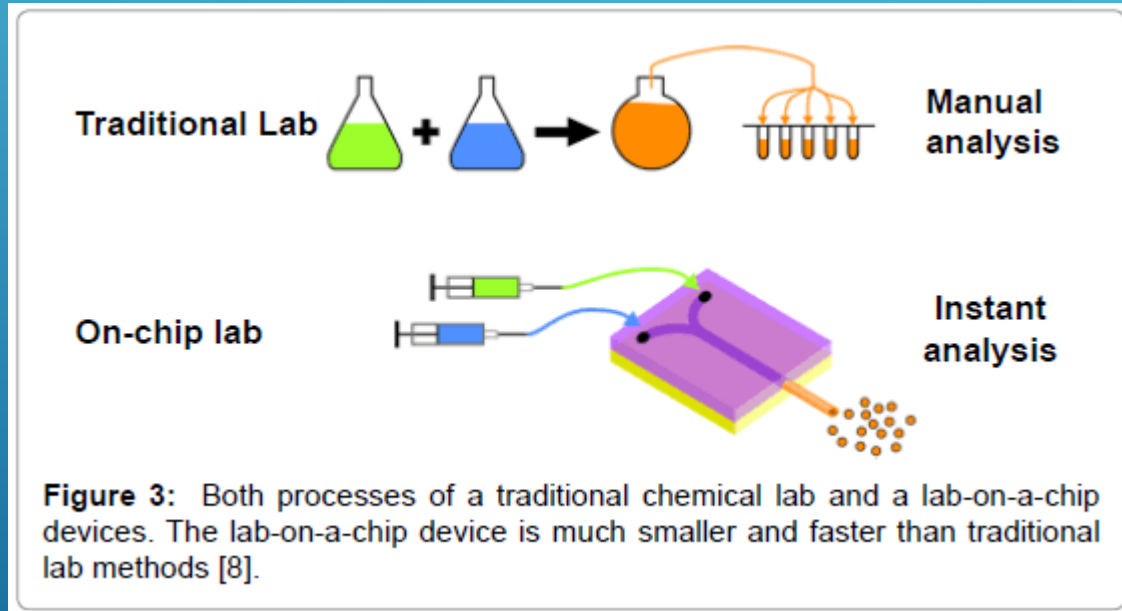 Traditional Lab
Manual
analysis
On-chip lab
Instant
analysis
Figure 3: Both processes of a traditional chemical lab and a lab-on-a-chip
devices. The lab-on-a-chip device is much smaller and faster than traditional
lab methods [8].